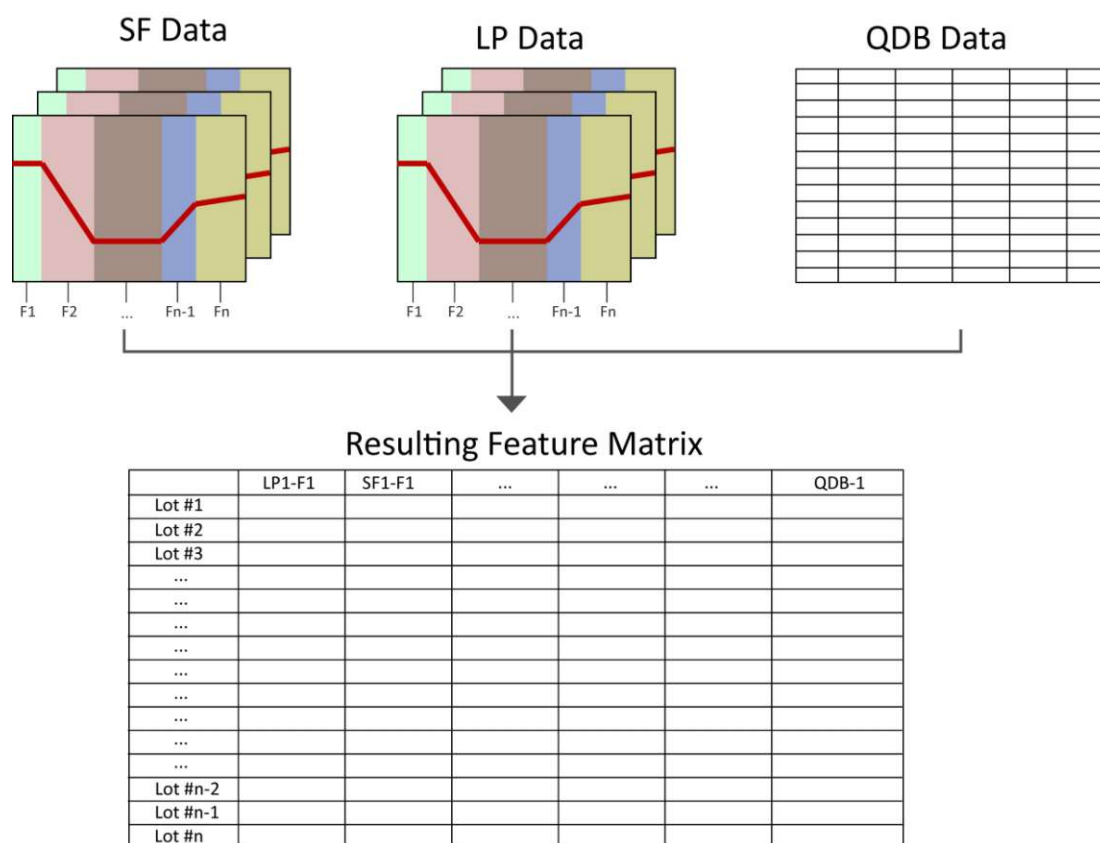 SF Data
LP Data
QDB Data
F1 F2 ... Fn-1 Fn
F1 F2 ... Fn-1 Fn
Resulting Feature Matrix
LP1-F1 SF1-F1 ... ... ... QDB-1
Lot #1
Lot #2
Lot #3
...
...
...
...
...
...
...
...
...
Lot #n-2
Lot #n-1
Lot #n